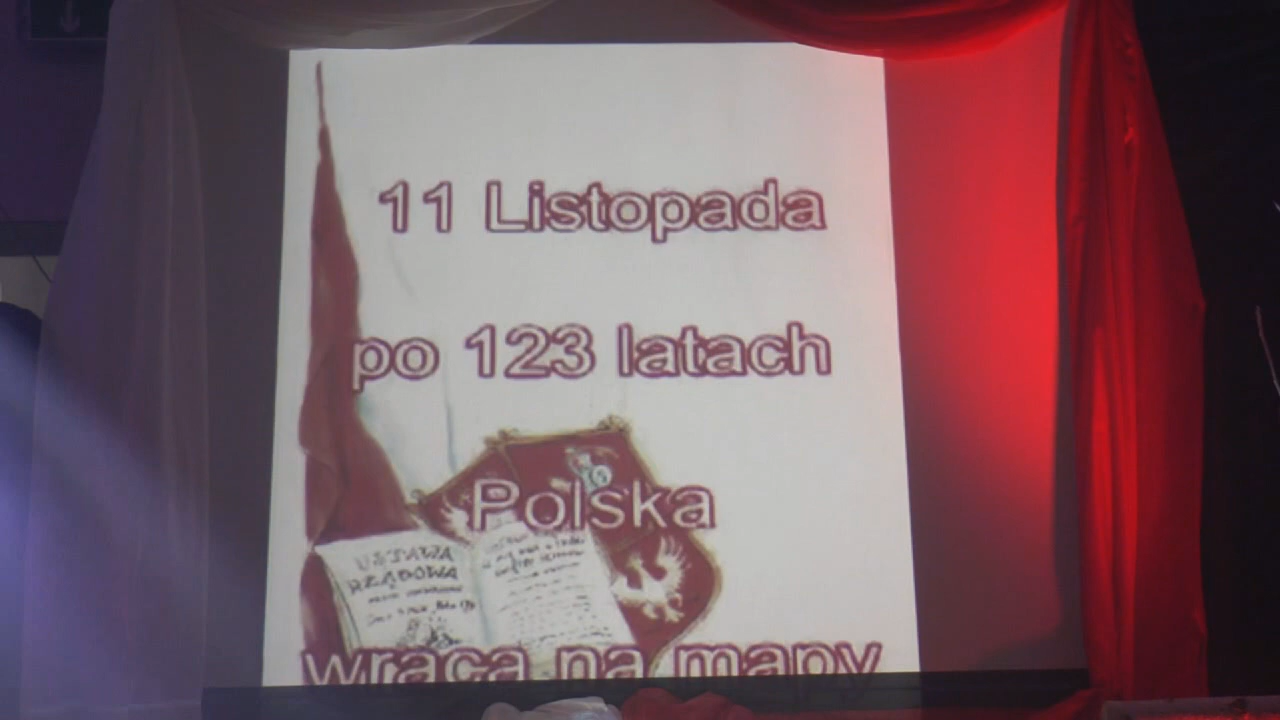 11 Listopada
po 123 latach
Polska
USTAWA
RZĄDOWA
wraca na mapy